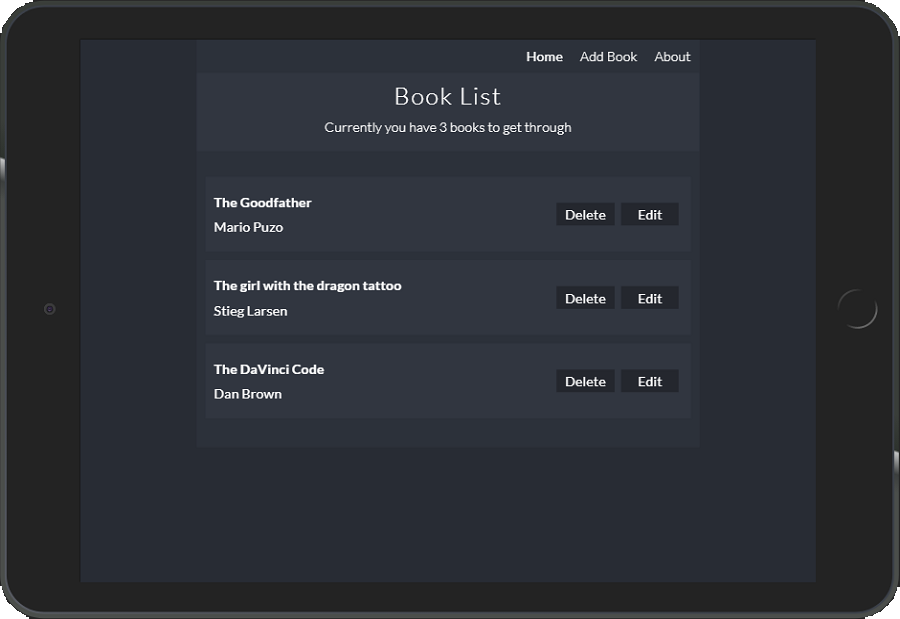 Home Add Book About
Book List
Currently you have 3 books to get through
The Goodfather
Mario Puzo
Delete Edit
The girl with the dragon tattoo
Stieg Larsen
Delete Edit
The DaVinci Code
Dan Brown
Delete Edit